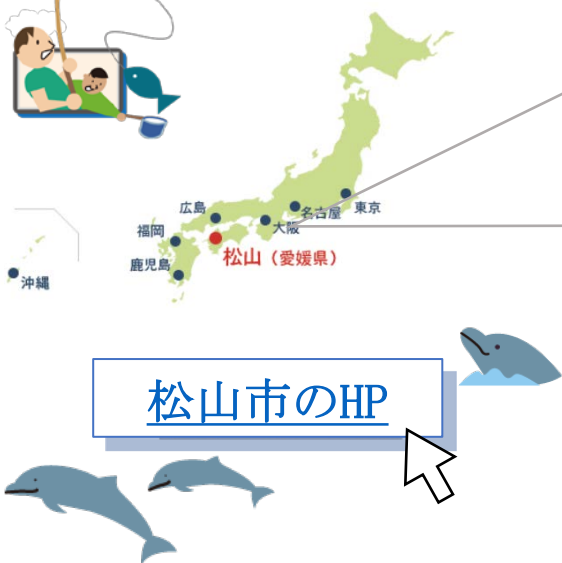 広島
名古屋
東京
大阪
福岡
松山（愛媛県）
鹿児島
沖縄
松山市のHP